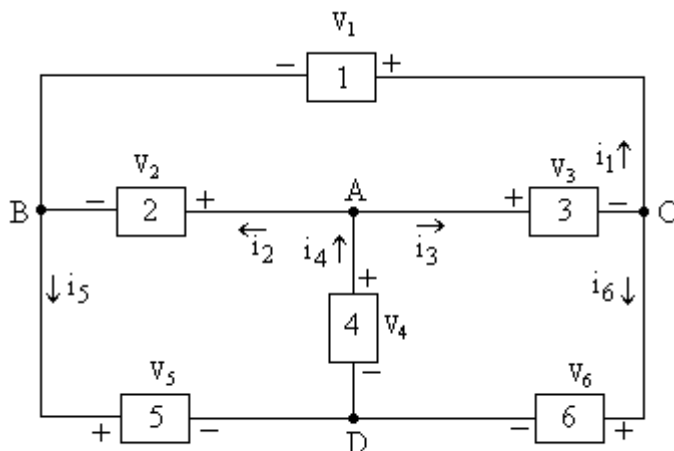 V1
− 1 +
V2 A V3 i1↑
B − 2 + + 3 − C
←i2 i4↑ →i3
↓i5 + i6↓
4 V4
−
V5 V6
+ 5 − − 6 +
D